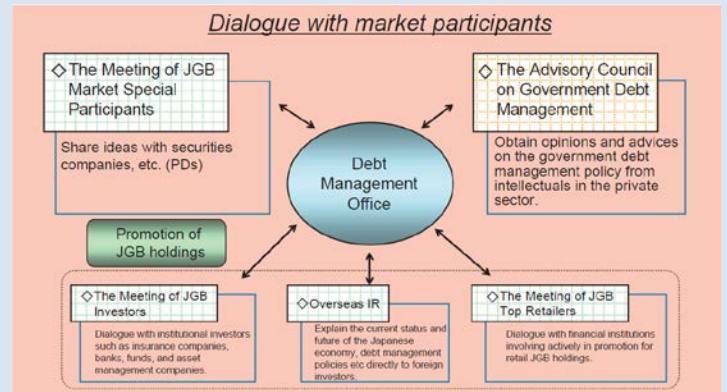 Dialogue with market participants
◇ The Meeting of JGB
Market Special
Participants
Share ideas with securities
companies, etc. (PDs)
◇ The Advisory Council
on Government Debt
Management
Obtain opinions and advices
on the government debt
management policy from
intellectuals in the private
sector.
Debt
Management
Office
Promotion of
JGB holdings
◇The Meeting of JGB
Investors
Dialogue with institutional investors
such as insurance companies,
banks, funds, and asset
management companies.
◇Overseas IR
Explain the current status and
future of the Japanese
economy, debt management
policies etc directly to foreign
investors.
◇The Meeting of JGB
Top Retailers
Dialogue with financial institutions
involving actively in promotion for
retail JGB holdings.